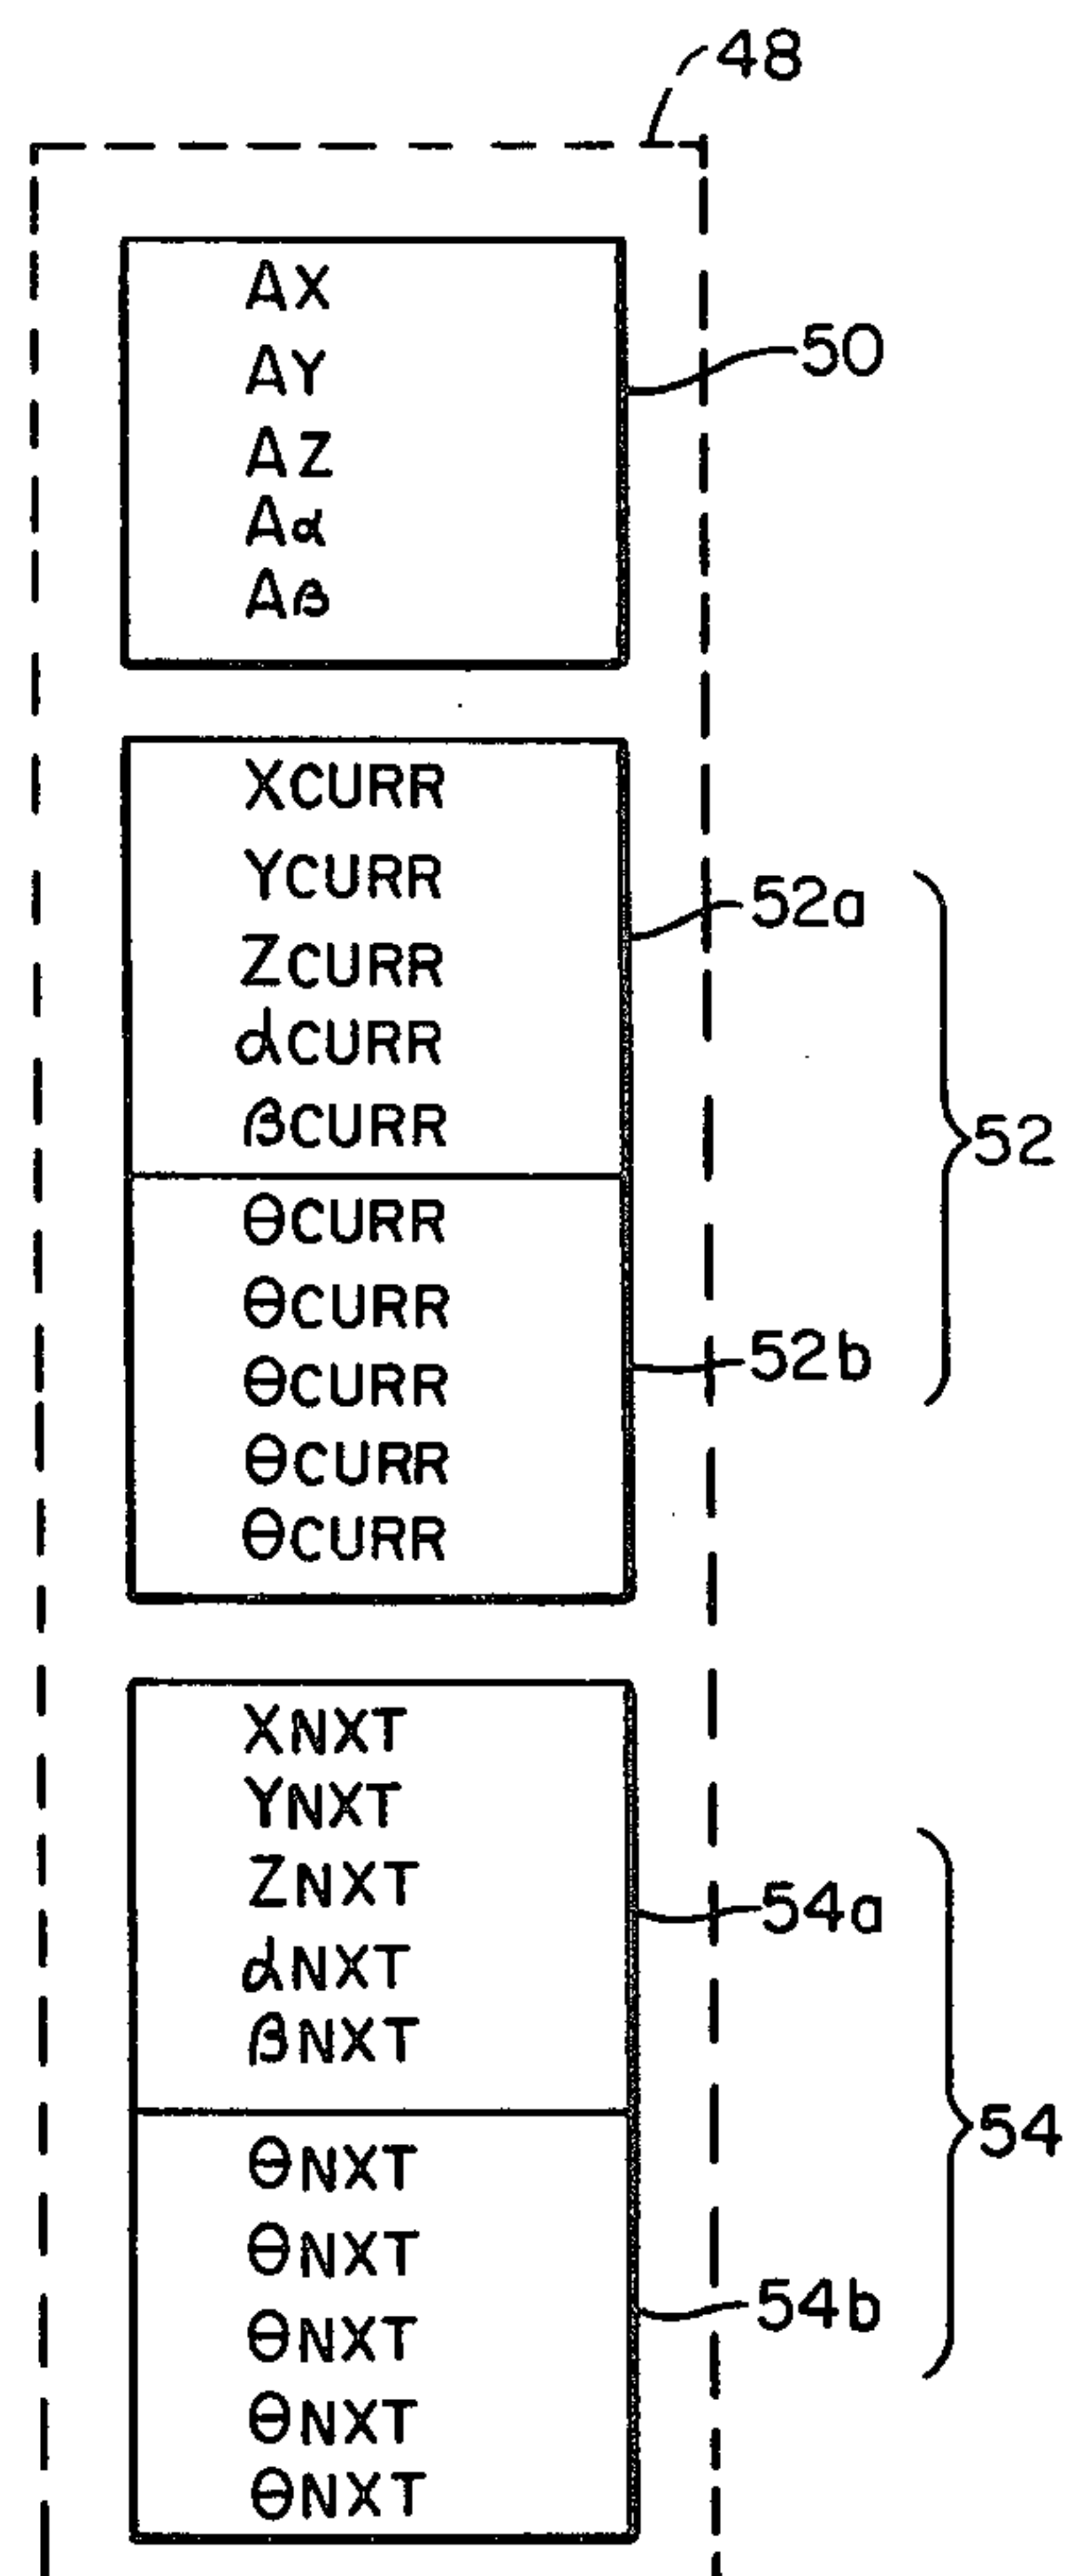 48
AX
50
AY
AZ
Aα
Aβ
XCURR
YCURR
52a
ZCURR
αCURR
βCURR
52
θCURR
θCURR
52b
θCURR
θCURR
θCURR
XNXT
YNXT
ZNXT
54a
αNXT
βNXT
54
θNXT
θNXT
54b
θNXT
θNXT
θNXT